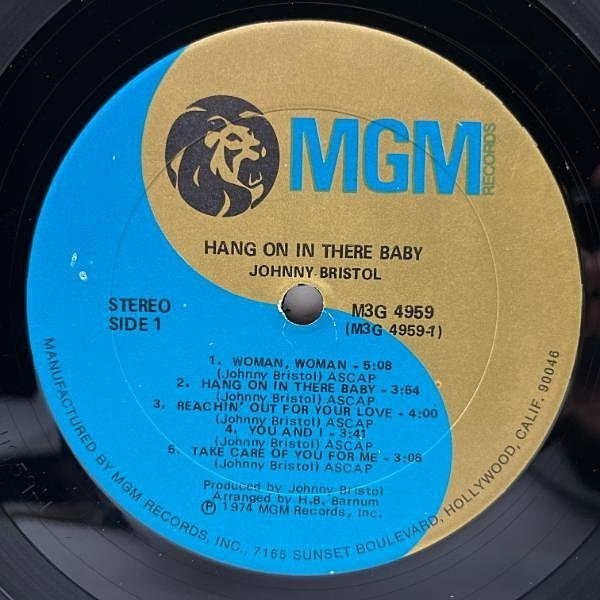 MGM
RECORDS
HANG ON IN THERE BABY
JOHNNY BRISTOL
STEREO
SIDE 1
M3G 4959
(M3G 4959-1)
1. WOMAN, WOMAN - 5:08
(Johnny Bristol) ASCAP
2. HANG ON IN THERE BABY - 3:54
(Johnny Bristol) ASCAP
3. REACHIN' OUT FOR YOUR LOVE - 4:00
(Johnny Bristol) ASCAP
4. YOU AND I - 3:41
(Johnny Bristol) ASCAP
5. TAKE CARE OF YOU FOR ME - 3:08
(Johnny Bristol) ASCAP
Produced by Johnny Bristol
Arranged by H.B. Barnum
Ⓟ 1974 MGM Records, Inc.
MANUFACTURED BY MGM RECORDS, INC., 7165 SUNSET BOULEVARD, HOLLYWOOD, CALIF. 90046